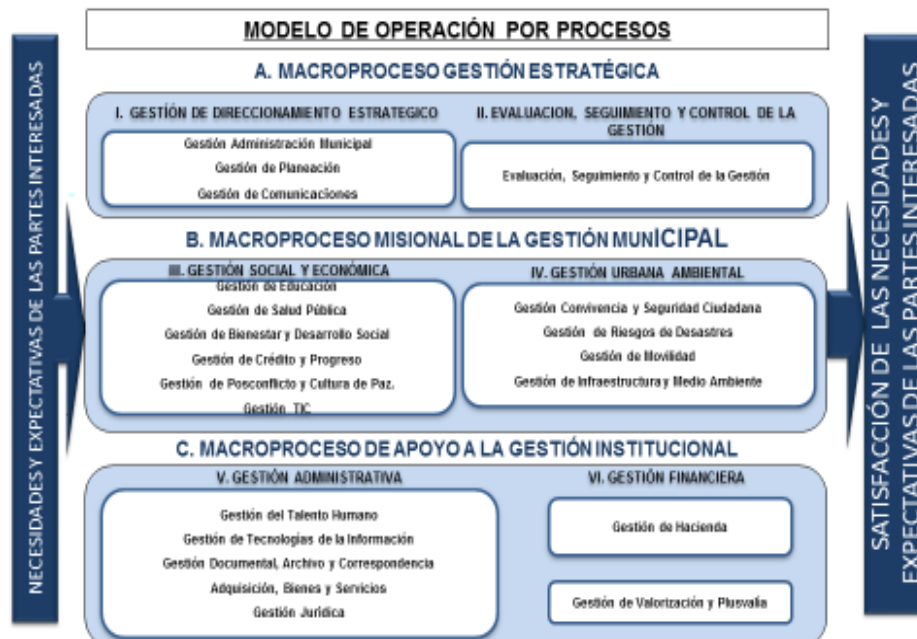 MODELO DE OPERACIÓN POR PROCESOS
NECESIDADES Y EXPECTATIVAS DE LAS PARTES INTERESADAS
A. MACROPROCESO GESTIÓN ESTRATÉGICA
I. GESTÍÓN DE DIRECCIONAMIENTO ESTRATEGICO
Gestión Administración Municipal
Gestión de Planeación
Gestión de Comunicaciones
II. EVALUACION, SEGUIMIENTO Y CONTROL DE LA
GESTIÓN
Evaluación, Seguimiento y Control de la Gestión
B. MACROPROCESO MISIONAL DE LA GESTIÓN MUNICIPAL
III. GESTIÓN SOCIAL Y ECONÓMICA
Gestión de Educación
Gestión de Salud Pública
Gestión de Bienestar y Desarrollo Social
Gestión de Crédito y Progreso
Gestión de Posconflicto y Cultura de Paz.
Gestión TIC
IV. GESTIÓN URBANA AMBIENTAL
Gestión Convivencia y Seguridad Ciudadana
Gestión de Riesgos de Desastres
Gestión de Movilidad
Gestión de Infraestructura y Medio Ambiente
C. MACROPROCESO DE APOYO A LA GESTIÓN INSTITUCIONAL
V. GESTIÓN ADMINISTRATIVA
Gestión del Talento Humano
Gestión de Tecnologías de la Información
Gestión Documental, Archivo y Correspondencia
Adquisición, Bienes y Servicios
Gestión Jurídica
VI. GESTIÓN FINANCIERA
Gestión de Hacienda
Gestión de Valorización y Plusvalía
SATISFACCIÓN DE LAS NECESIDADES Y
EXPECTATIVAS DE LAS PARTES INTERESADAS